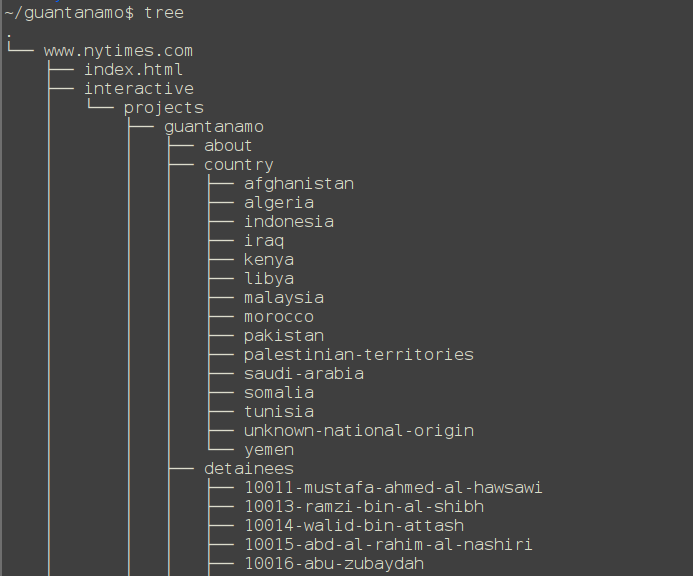 ~/guantanamo$ tree
.
└── www.nytimes.com
    ├── index.html
    ├── interactive
    │   └── projects
    │       ├── guantanamo
    │       │   ├── about
    │       │   ├── country
    │       │   │   ├── afghanistan
    │       │   │   ├── algeria
    │       │   │   ├── indonesia
    │       │   │   ├── iraq
    │       │   │   ├── kenya
    │       │   │   ├── libya
    │       │   │   ├── malaysia
    │       │   │   ├── morocco
    │       │   │   ├── pakistan
    │       │   │   ├── palestinian-territories
    │       │   │   ├── saudi-arabia
    │       │   │   ├── somalia
    │       │   │   ├── tunisia
    │       │   │   ├── unknown-national-origin
    │       │   │   └── yemen
    │       │   ├── detainees
    │       │   │   ├── 10011-mustafa-ahmed-al-hawsawi
    │       │   │   ├── 10013-ramzi-bin-al-shibh
    │       │   │   ├── 10014-walid-bin-attash
    │       │   │   ├── 10015-abd-al-rahim-al-nashiri
    │       │   │   ├── 10016-abu-zubaydah